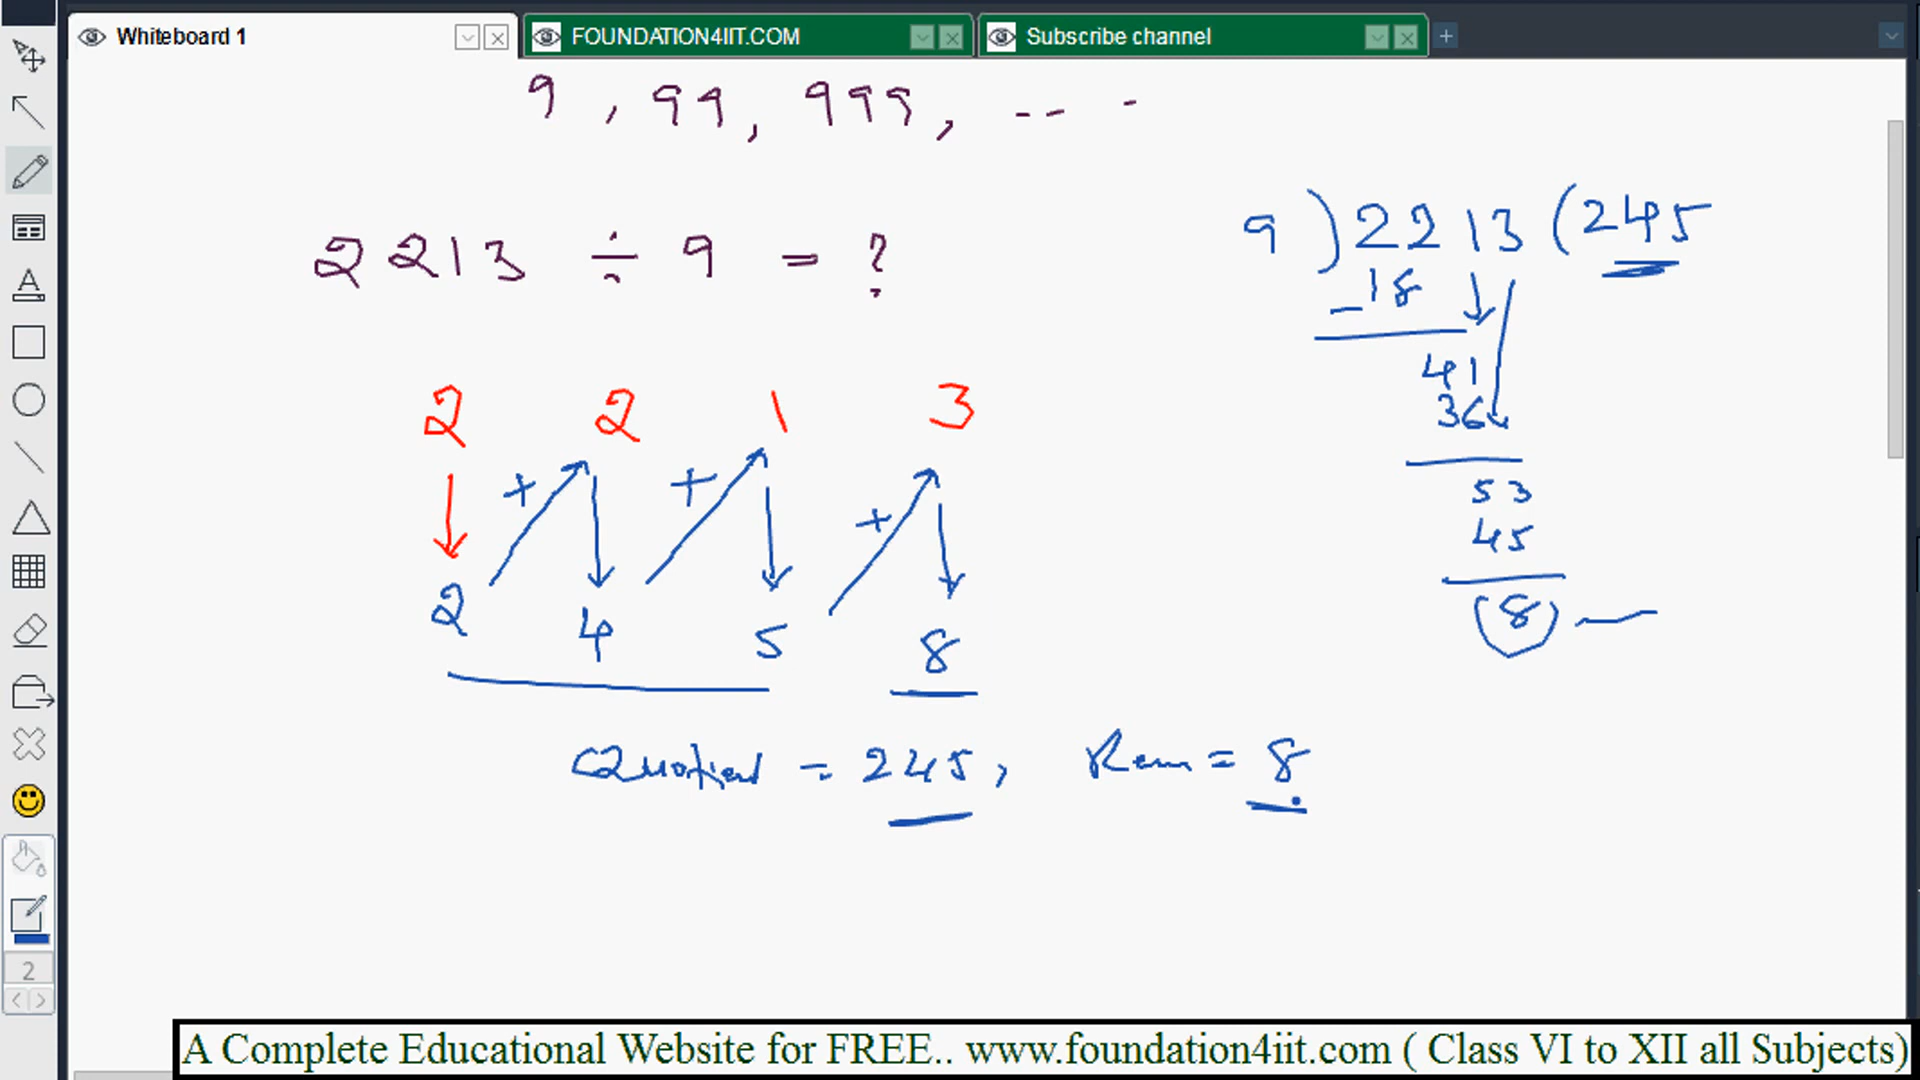 Whiteboard 1
FOUNDATION4IIT.COM
Subscribe channel
9 , 99, 999, -- -
2213 ÷ 9 = ?
2 2 1 3
+ + +
2 4 5 8
Quotient = 245, Rem = 8
9 ) 2213 ( 245
- 18
41
36
53
45
(8)
2
A Complete Educational Website for FREE.. www.foundation4iit.com ( Class VI to XII all Subjects)